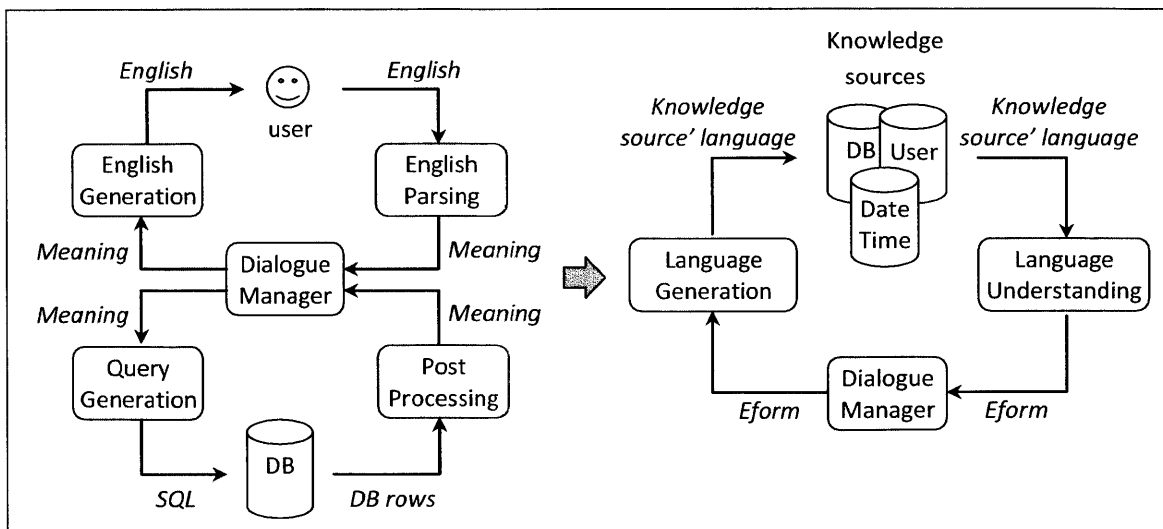 English
English
user
English
Generation
English
Parsing
Meaning
Meaning
Dialogue
Manager
Meaning
Meaning
Query
Generation
Post
Processing
DB
SQL
DB rows
Knowledge
sources
Knowledge
source' language
Knowledge
source' language
DB
User
Date
Time
Language
Generation
Language
Understanding
Dialogue
Manager
Eform
Eform